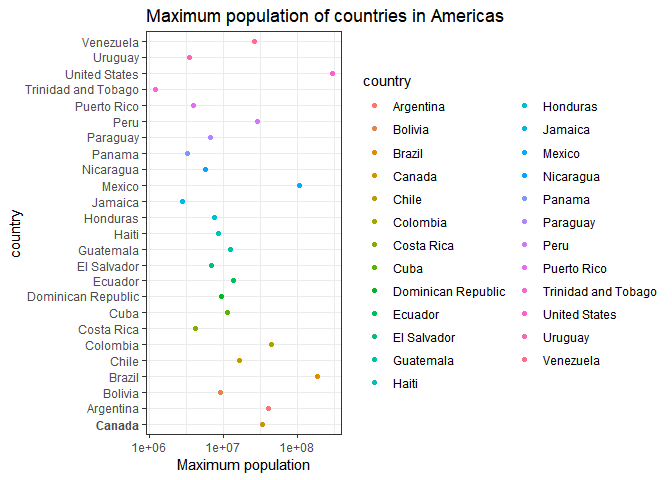 Maximum population of countries in Americas
Venezuela
Uruguay
United States
Trinidad and Tobago
Puerto Rico
Peru
Paraguay
Panama
Nicaragua
Mexico
Jamaica
Honduras
Haiti
Guatemala
El Salvador
Ecuador
Dominican Republic
Cuba
Costa Rica
Colombia
Chile
Brazil
Bolivia
Argentina
Canada
country
1e+06 1e+07 1e+08
Maximum population
country
Argentina
Bolivia
Brazil
Canada
Chile
Colombia
Costa Rica
Cuba
Dominican Republic
Ecuador
El Salvador
Guatemala
Haiti
Honduras
Jamaica
Mexico
Nicaragua
Panama
Paraguay
Peru
Puerto Rico
Trinidad and Tobago
United States
Uruguay
Venezuela